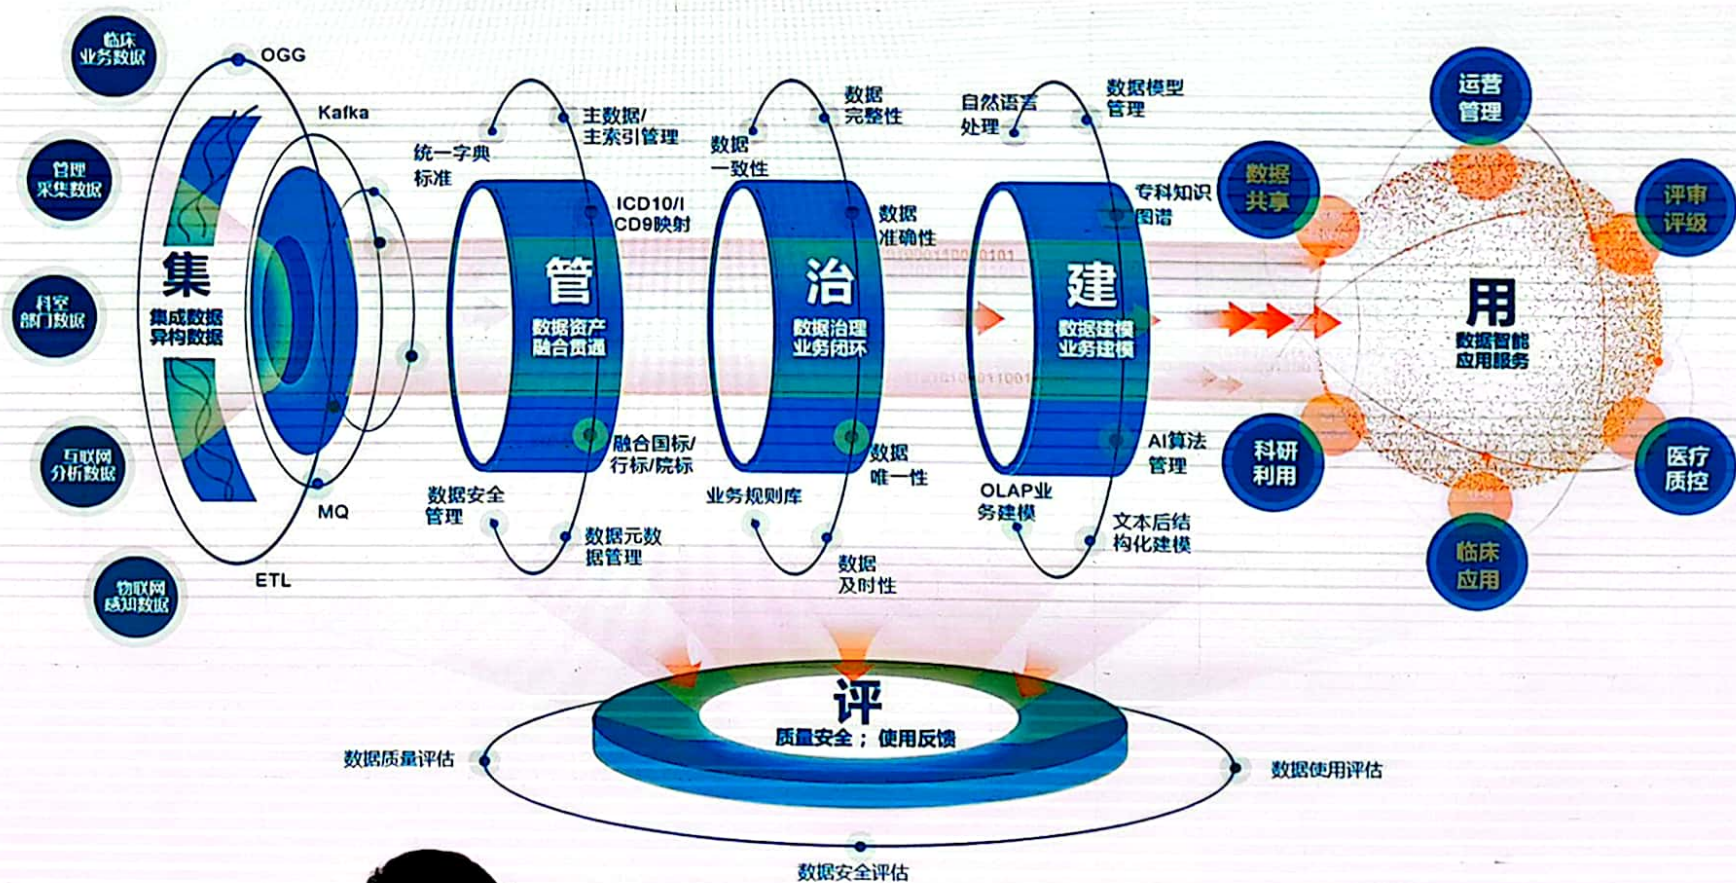 临床
业务数据
管理
采集数据
科室
部门数据
互联网
分析数据
物联网
感知数据
OGG
Kafka
MQ
ETL
集
集成数据
异构数据
统一字典
标准
主数据/
主索引管理
ICD10/I
CD9映射
管
数据资产
融合贯通
融合国标/
行标/院标
数据安全
管理
数据元数
据管理
数据
一致性
数据
完整性
数据
准确性
治
数据治理
业务闭环
数据
唯一性
业务规则库
数据
及时性
自然语言
处理
数据模型
管理
专科知识
图谱
建
数据建模
业务建模
AI算法
管理
OLAP业
务建模
文本后结
构化建模
运营
管理
数据
共享
评审
评级
用
数据智能
应用服务
科研
利用
医疗
质控
临床
应用
评
质量安全；使用反馈
数据质量评估
数据使用评估
数据安全评估